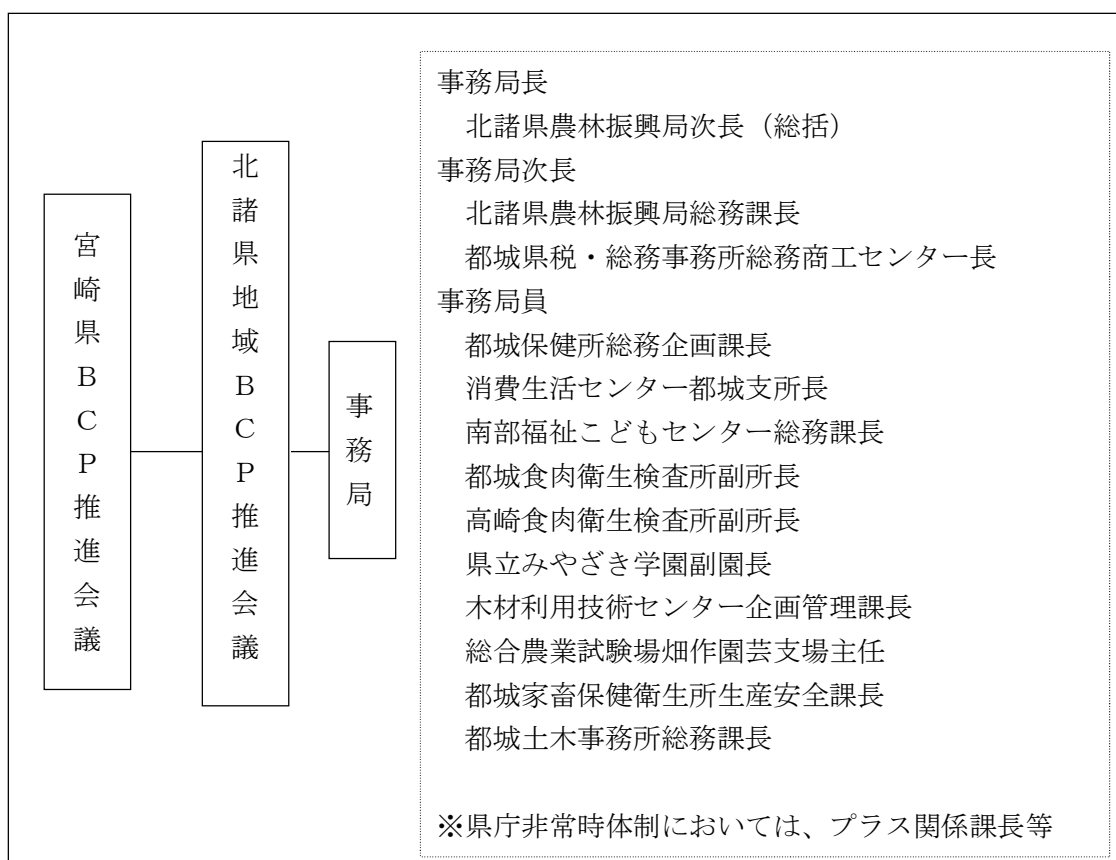 宮崎県ＢＣＰ推進会議
北諸県地域ＢＣＰ推進会議
事務局
事務局長
北諸県農林振興局次長（総括）
事務局次長
北諸県農林振興局総務課長
都城県税・総務事務所総務商工センター長
事務局員
都城保健所総務企画課長
消費生活センター都城支所長
南部福祉こどもセンター総務課長
都城食肉衛生検査所副所長
高崎食肉衛生検査所副所長
県立みやざき学園副園長
木材利用技術センター企画管理課長
総合農業試験場畑作園芸支場主任
都城家畜保健衛生所生産安全課長
都城土木事務所総務課長
※県庁非常時体制においては、プラス関係課長等